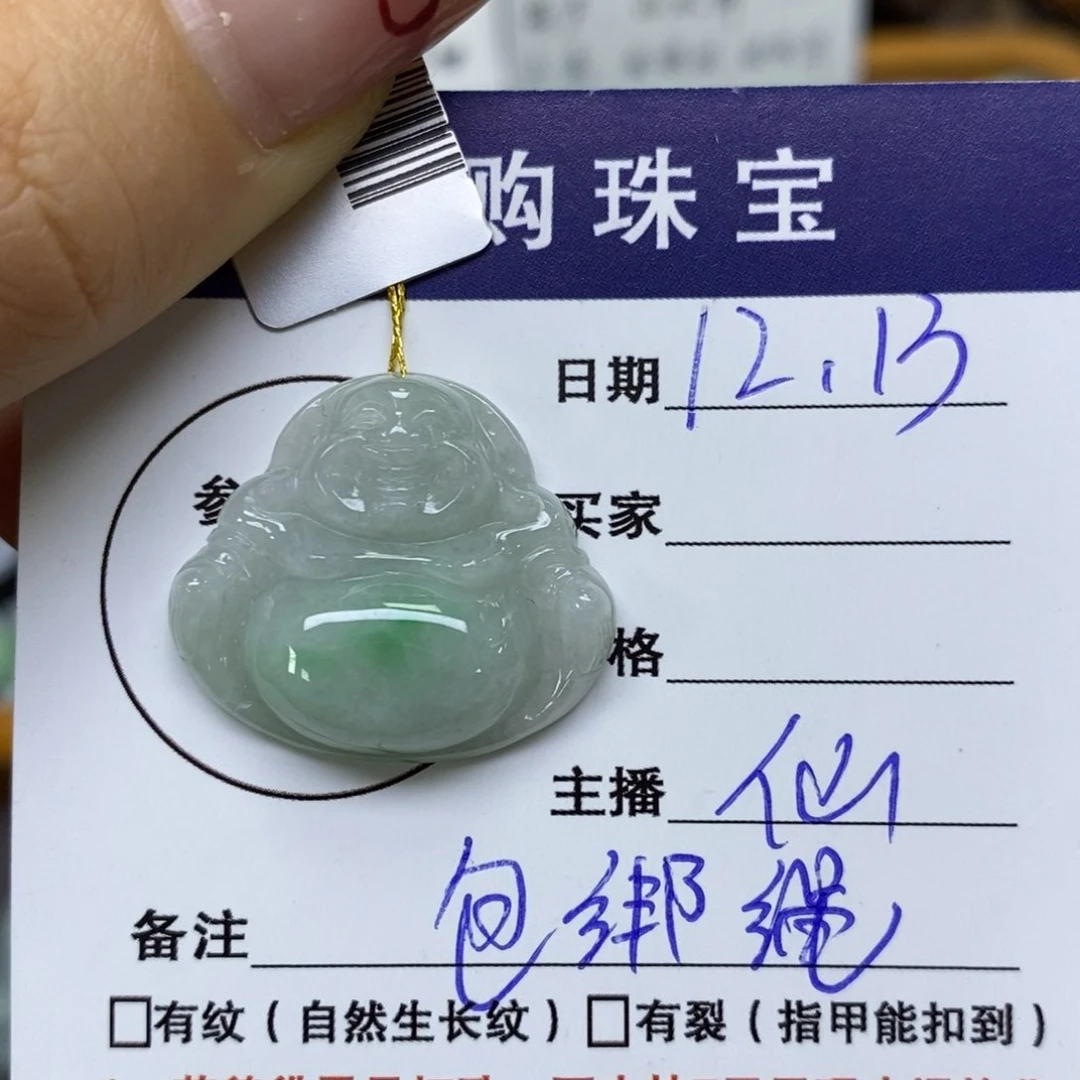 购珠宝
日期 12.13
参
买家
格
主播 仙
备注 包绑绳
□有纹（自然生长纹）□有裂（指甲能扣到）